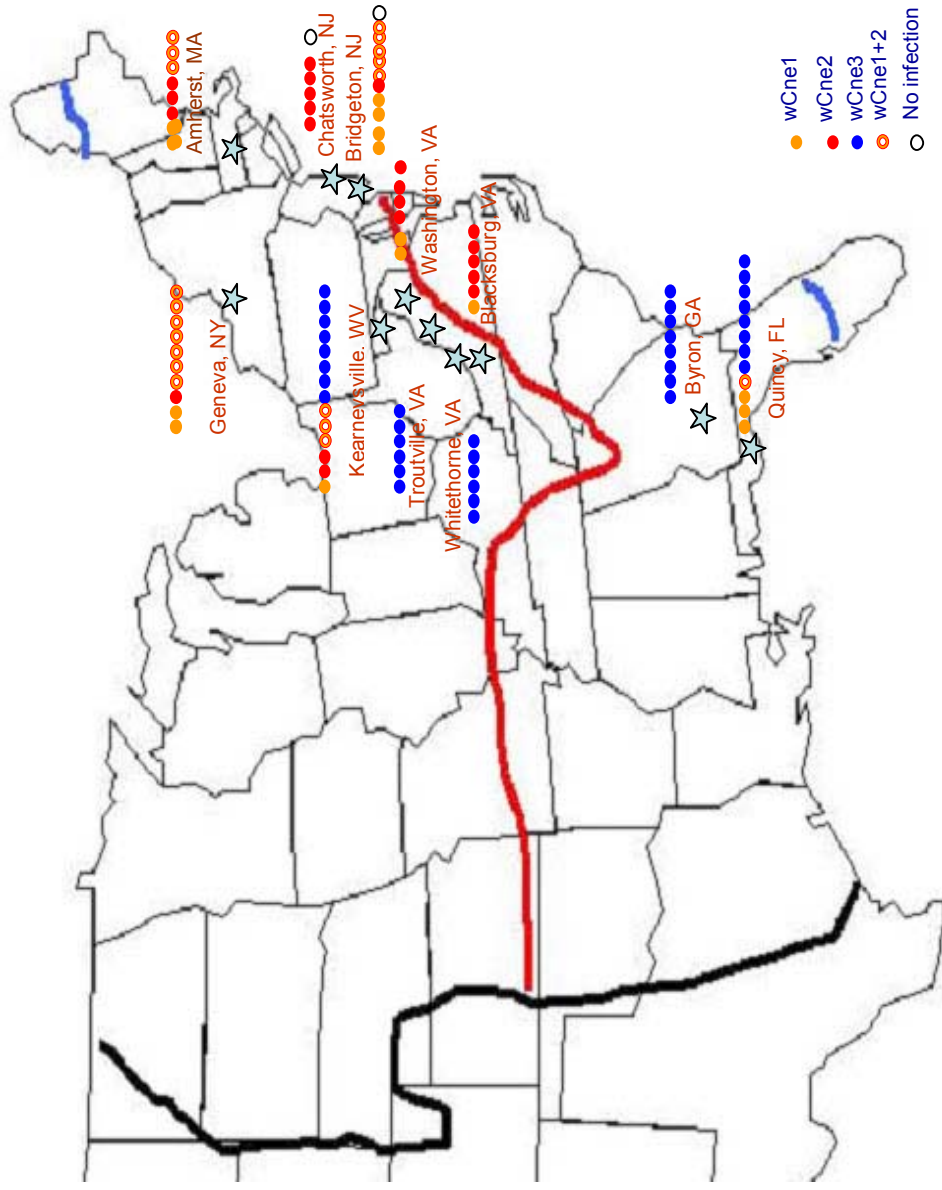 Amherst, MA
Chatsworth, NJ
Bridgeton, NJ
Geneva, NY
Washington, VA
Kearneysville. WV
Blacksburg, VA
Troutville, VA
Whitethorne, VA
Byron, GA
Quincy, FL
wCne1
wCne2
wCne3
wCne1+2
No infection